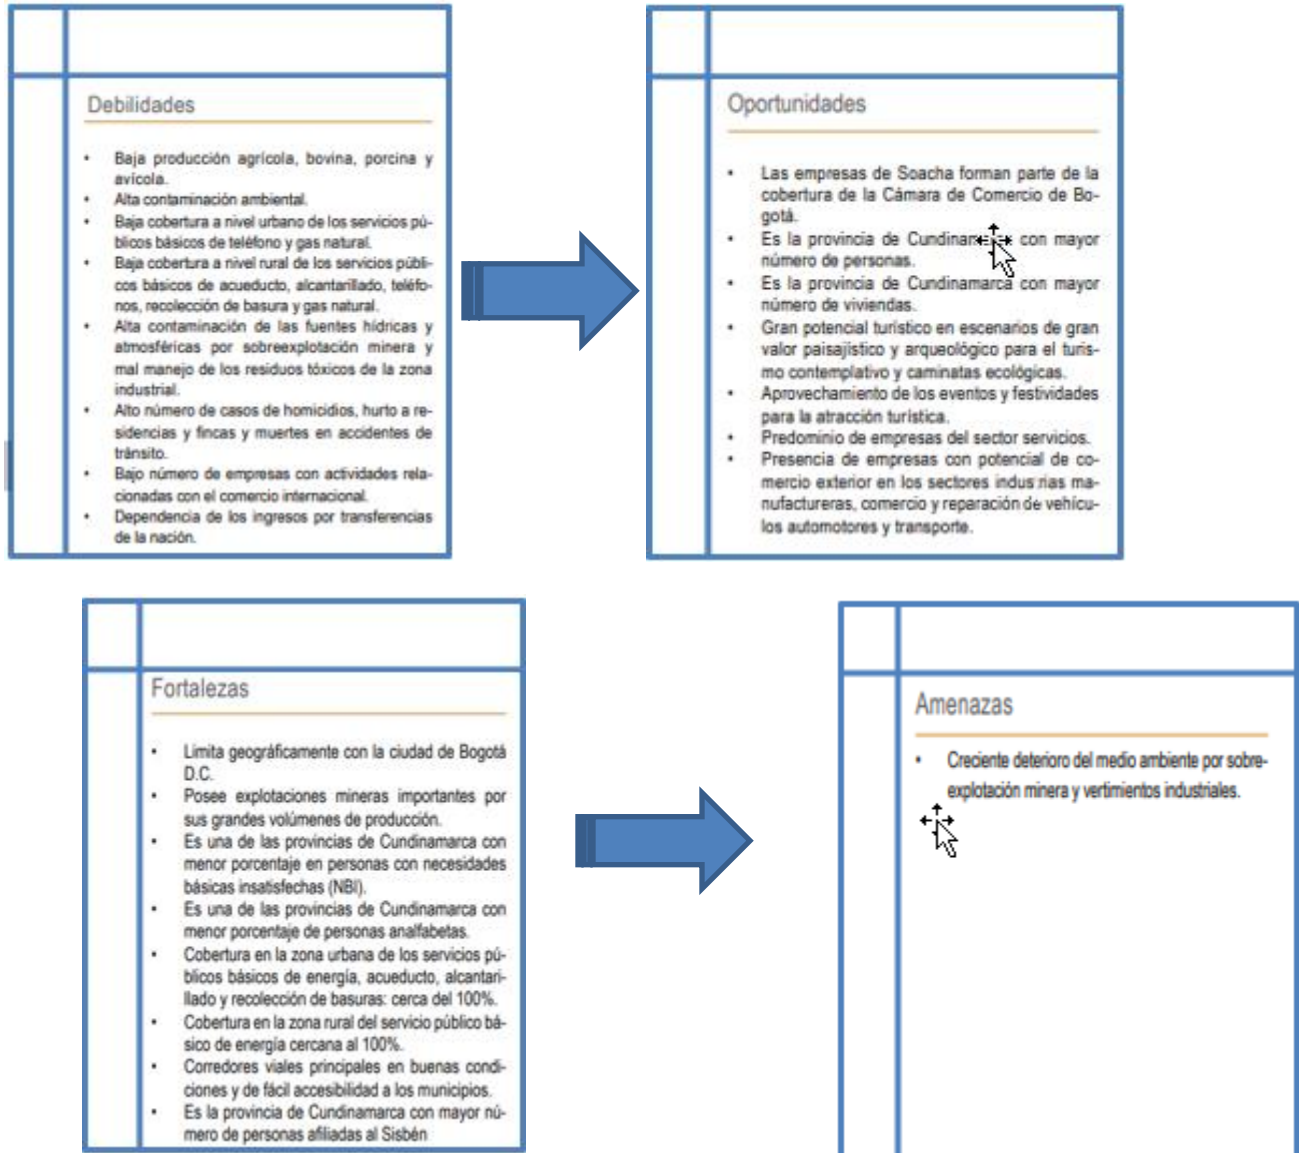 Debilidades
• Baja producción agrícola, bovina, porcina y
avícola.
• Alta contaminación ambiental.
• Baja cobertura a nivel urbano de los servicios pú-
blicos básicos de teléfono y gas natural.
• Baja cobertura a nivel rural de los servicios públi-
cos básicos de acueducto, alcantarillado, teléfo-
nos, recolección de basura y gas natural.
• Alta contaminación de las fuentes hídricas y
atmosféricas por sobreexplotación minera y
mal manejo de los residuos tóxicos de la zona
industrial.
• Alto número de casos de homicidios, hurto a re-
sidencias y fincas y muertes en accidentes de
tránsito.
• Bajo número de empresas con actividades rela-
cionadas con el comercio internacional.
• Dependencia de los ingresos por transferencias
de la nación.
Oportunidades
• Las empresas de Soacha forman parte de la
cobertura de la Cámara de Comercio de Bo-
gotá.
• Es la provincia de Cundinamarca con mayor
número de personas.
• Es la provincia de Cundinamarca con mayor
número de viviendas.
• Gran potencial turístico en escenarios de gran
valor paisajístico y arqueológico para el turis-
mo contemplativo y caminatas ecológicas.
• Aprovechamiento de los eventos y festividades
para la atracción turística.
• Predominio de empresas del sector servicios.
• Presencia de empresas con potencial de co-
mercio exterior en los sectores industrias ma-
nufactureras, comercio y reparación de vehícu-
los automotores y transporte.
Fortalezas
• Limita geográficamente con la ciudad de Bogotá
D.C.
• Posee explotaciones mineras importantes por
sus grandes volúmenes de producción.
• Es una de las provincias de Cundinamarca con
menor porcentaje en personas con necesidades
básicas insatisfechas (NBI).
• Es una de las provincias de Cundinamarca con
menor porcentaje de personas analfabetas.
• Cobertura en la zona urbana de los servicios pú-
blicos básicos de energía, acueducto, alcantari-
llado y recolección de basuras: cerca del 100%.
• Cobertura en la zona rural del servicio público bá-
sico de energía cercana al 100%.
• Corredores viales principales en buenas condi-
ciones y de fácil accesibilidad a los municipios.
• Es la provincia de Cundinamarca con mayor nú-
mero de personas afiliadas al Sisbén
Amenazas
• Creciente deterioro del medio ambiente por sobre-
explotación minera y vertimientos industriales.